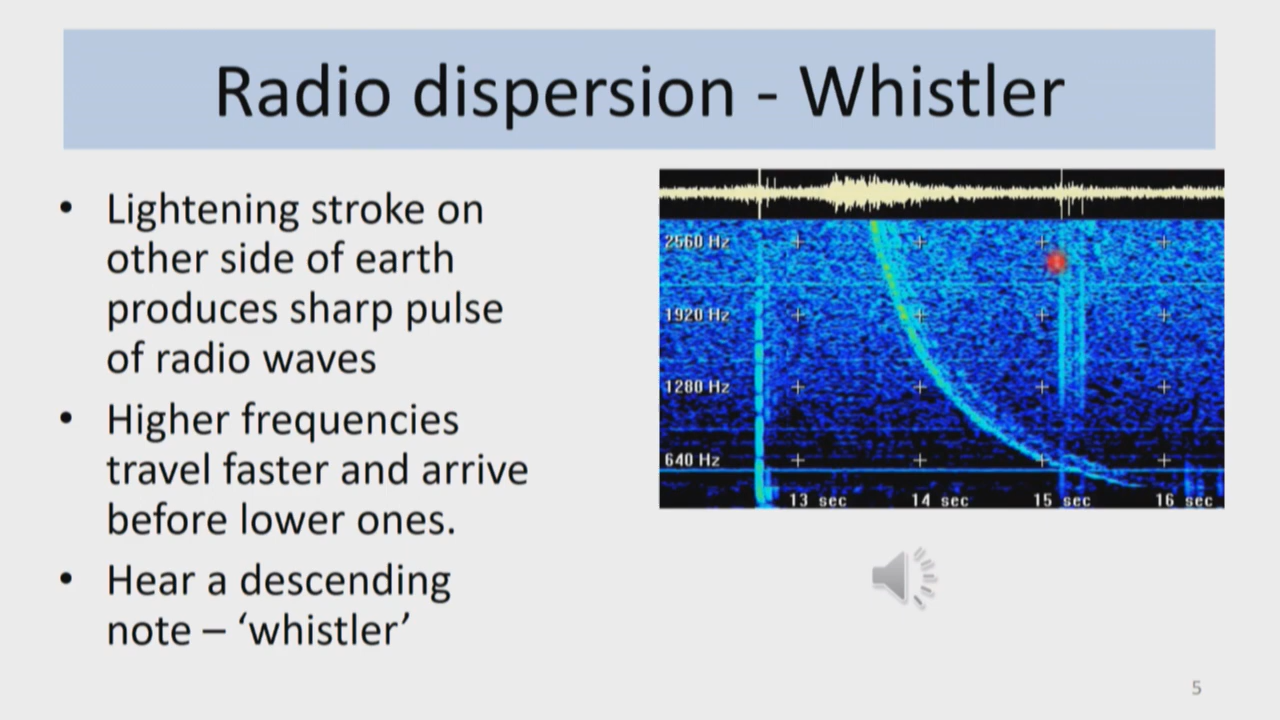 Radio dispersion - Whistler
• Lightening stroke on
other side of earth
produces sharp pulse
of radio waves
• Higher frequencies
travel faster and arrive
before lower ones.
• Hear a descending
note – ‘whistler’
2560 Hz
1920 Hz
1280 Hz
640 Hz
13 sec 14 sec 15 sec 16 sec
5